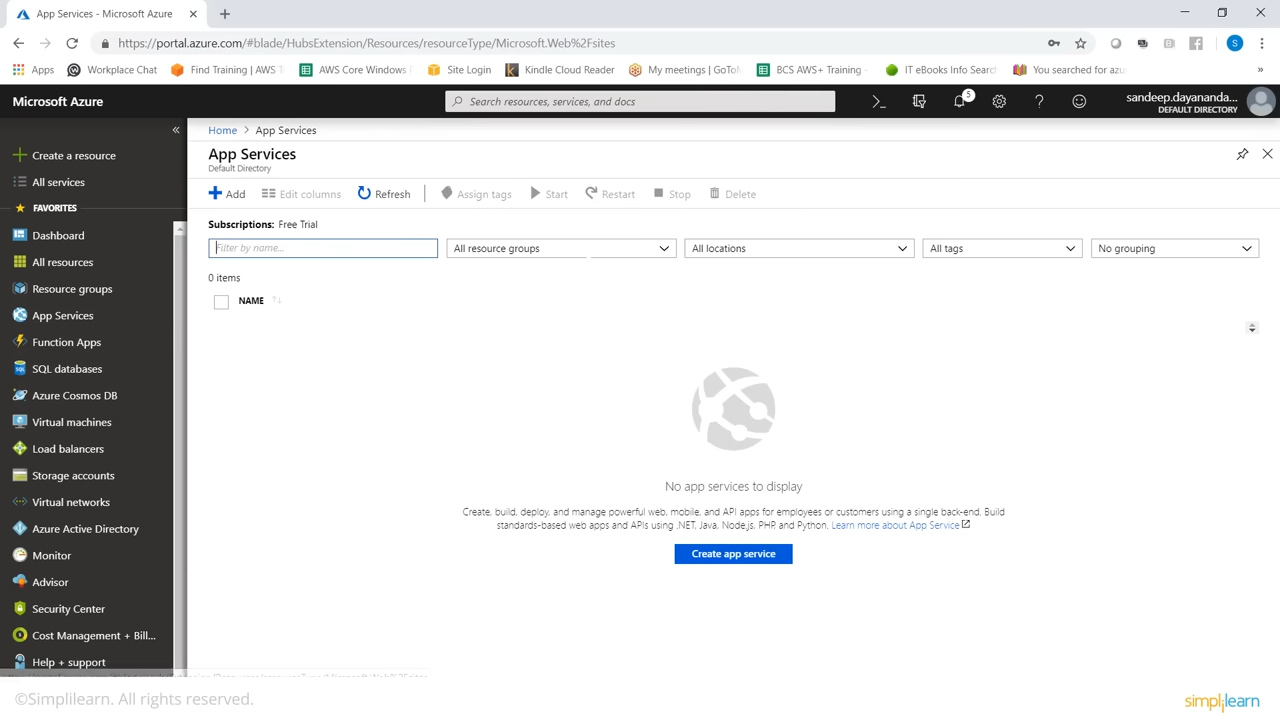 App Services - Microsoft Azure
https://portal.azure.com/#blade/HubsExtension/Resources/resourceType/Microsoft.Web%2Fsites
S
Apps Workplace Chat Find Training | AWS T AWS Core Windows Site Login Kindle Cloud Reader My meetings | GoTo BCS AWS+ Training - IT eBooks Info Search You searched for azu »
Microsoft Azure
Search resources, services, and docs
5
sandeep.dayananda...
DEFAULT DIRECTORY
«
Create a resource
All services
FAVORITES
Dashboard
All resources
Resource groups
App Services
Function Apps
SQL databases
Azure Cosmos DB
Virtual machines
Load balancers
Storage accounts
Virtual networks
Azure Active Directory
Monitor
Advisor
Security Center
Cost Management + Bill...
Help + support
Home > App Services
App Services
Default Directory
Add Edit columns Refresh Assign tags Start Restart Stop Delete
Subscriptions: Free Trial
Filter by name... All resource groups All locations All tags No grouping
0 items
NAME
No app services to display
Create, build, deploy, and manage powerful web, mobile, and API apps for employees or customers using a single back-end. Build
standards-based web apps and APIs using .NET, Java, Node.js, PHP, and Python. Learn more about App Service
Create app service
©Simplilearn. All rights reserved.
simplilearn